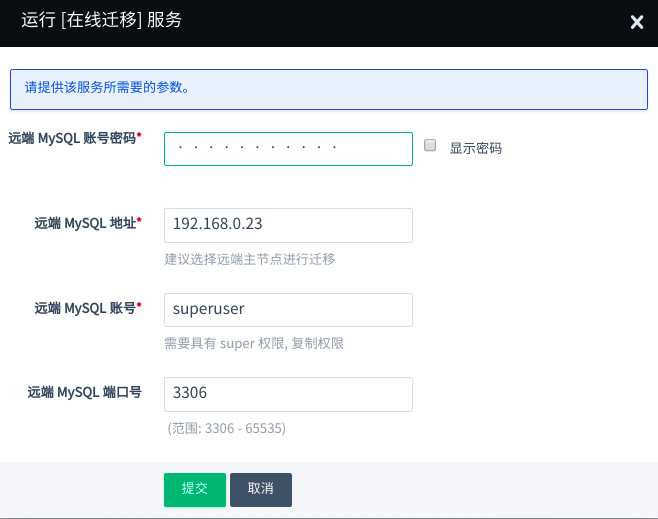 运行 [在线迁移] 服务
请提供该服务所需要的参数。
远端 MySQL 账号密码*
· · · · · · · · · · ·
显示密码
远端 MySQL 地址*
192.168.0.23
建议选择远端主节点进行迁移
远端 MySQL 账号*
superuser
需要具有 super 权限, 复制权限
远端 MySQL 端口号
3306
(范围: 3306 - 65535)
提交
取消